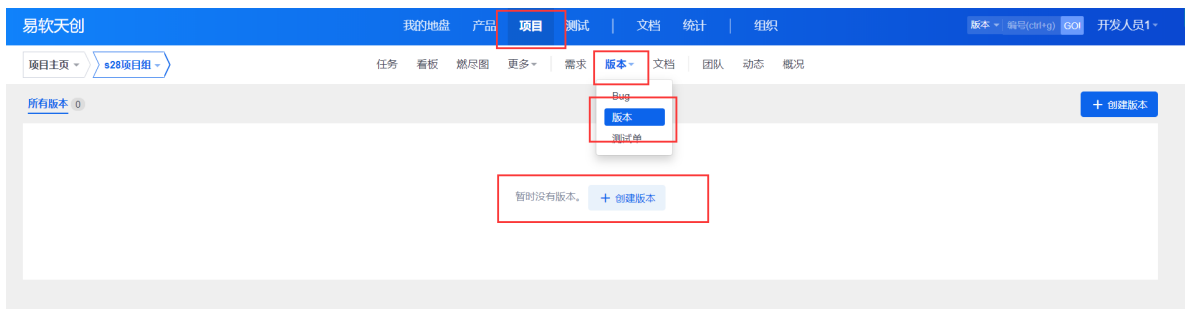 易软天创 我的地盘 产品 项目 测试 | 文档 统计 | 组织 版本 编号(ctrl+g) GO! 开发人员1
项目主页 s28项目组 任务 看板 燃尽图 更多 需求 版本 文档 团队 动态 概况
所有版本 0 Bug + 创建版本
版本
测试单
暂时没有版本。 + 创建版本